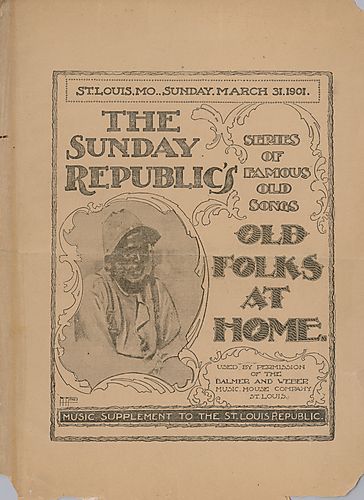 ST. LOUIS, MO., SUNDAY, MARCH 31, 1901.
THE
SUNDAY
REPUBLIC'S
SERIES
OF
FAMOUS
OLD
SONGS
OLD
FOLKS
AT
HOME.
USED BY PERMISSION
OF THE
BALMER AND WEBER
MUSIC HOUSE COMPANY
ST. LOUIS.
MUSIC SUPPLEMENT TO THE ST. LOUIS REPUBLIC.